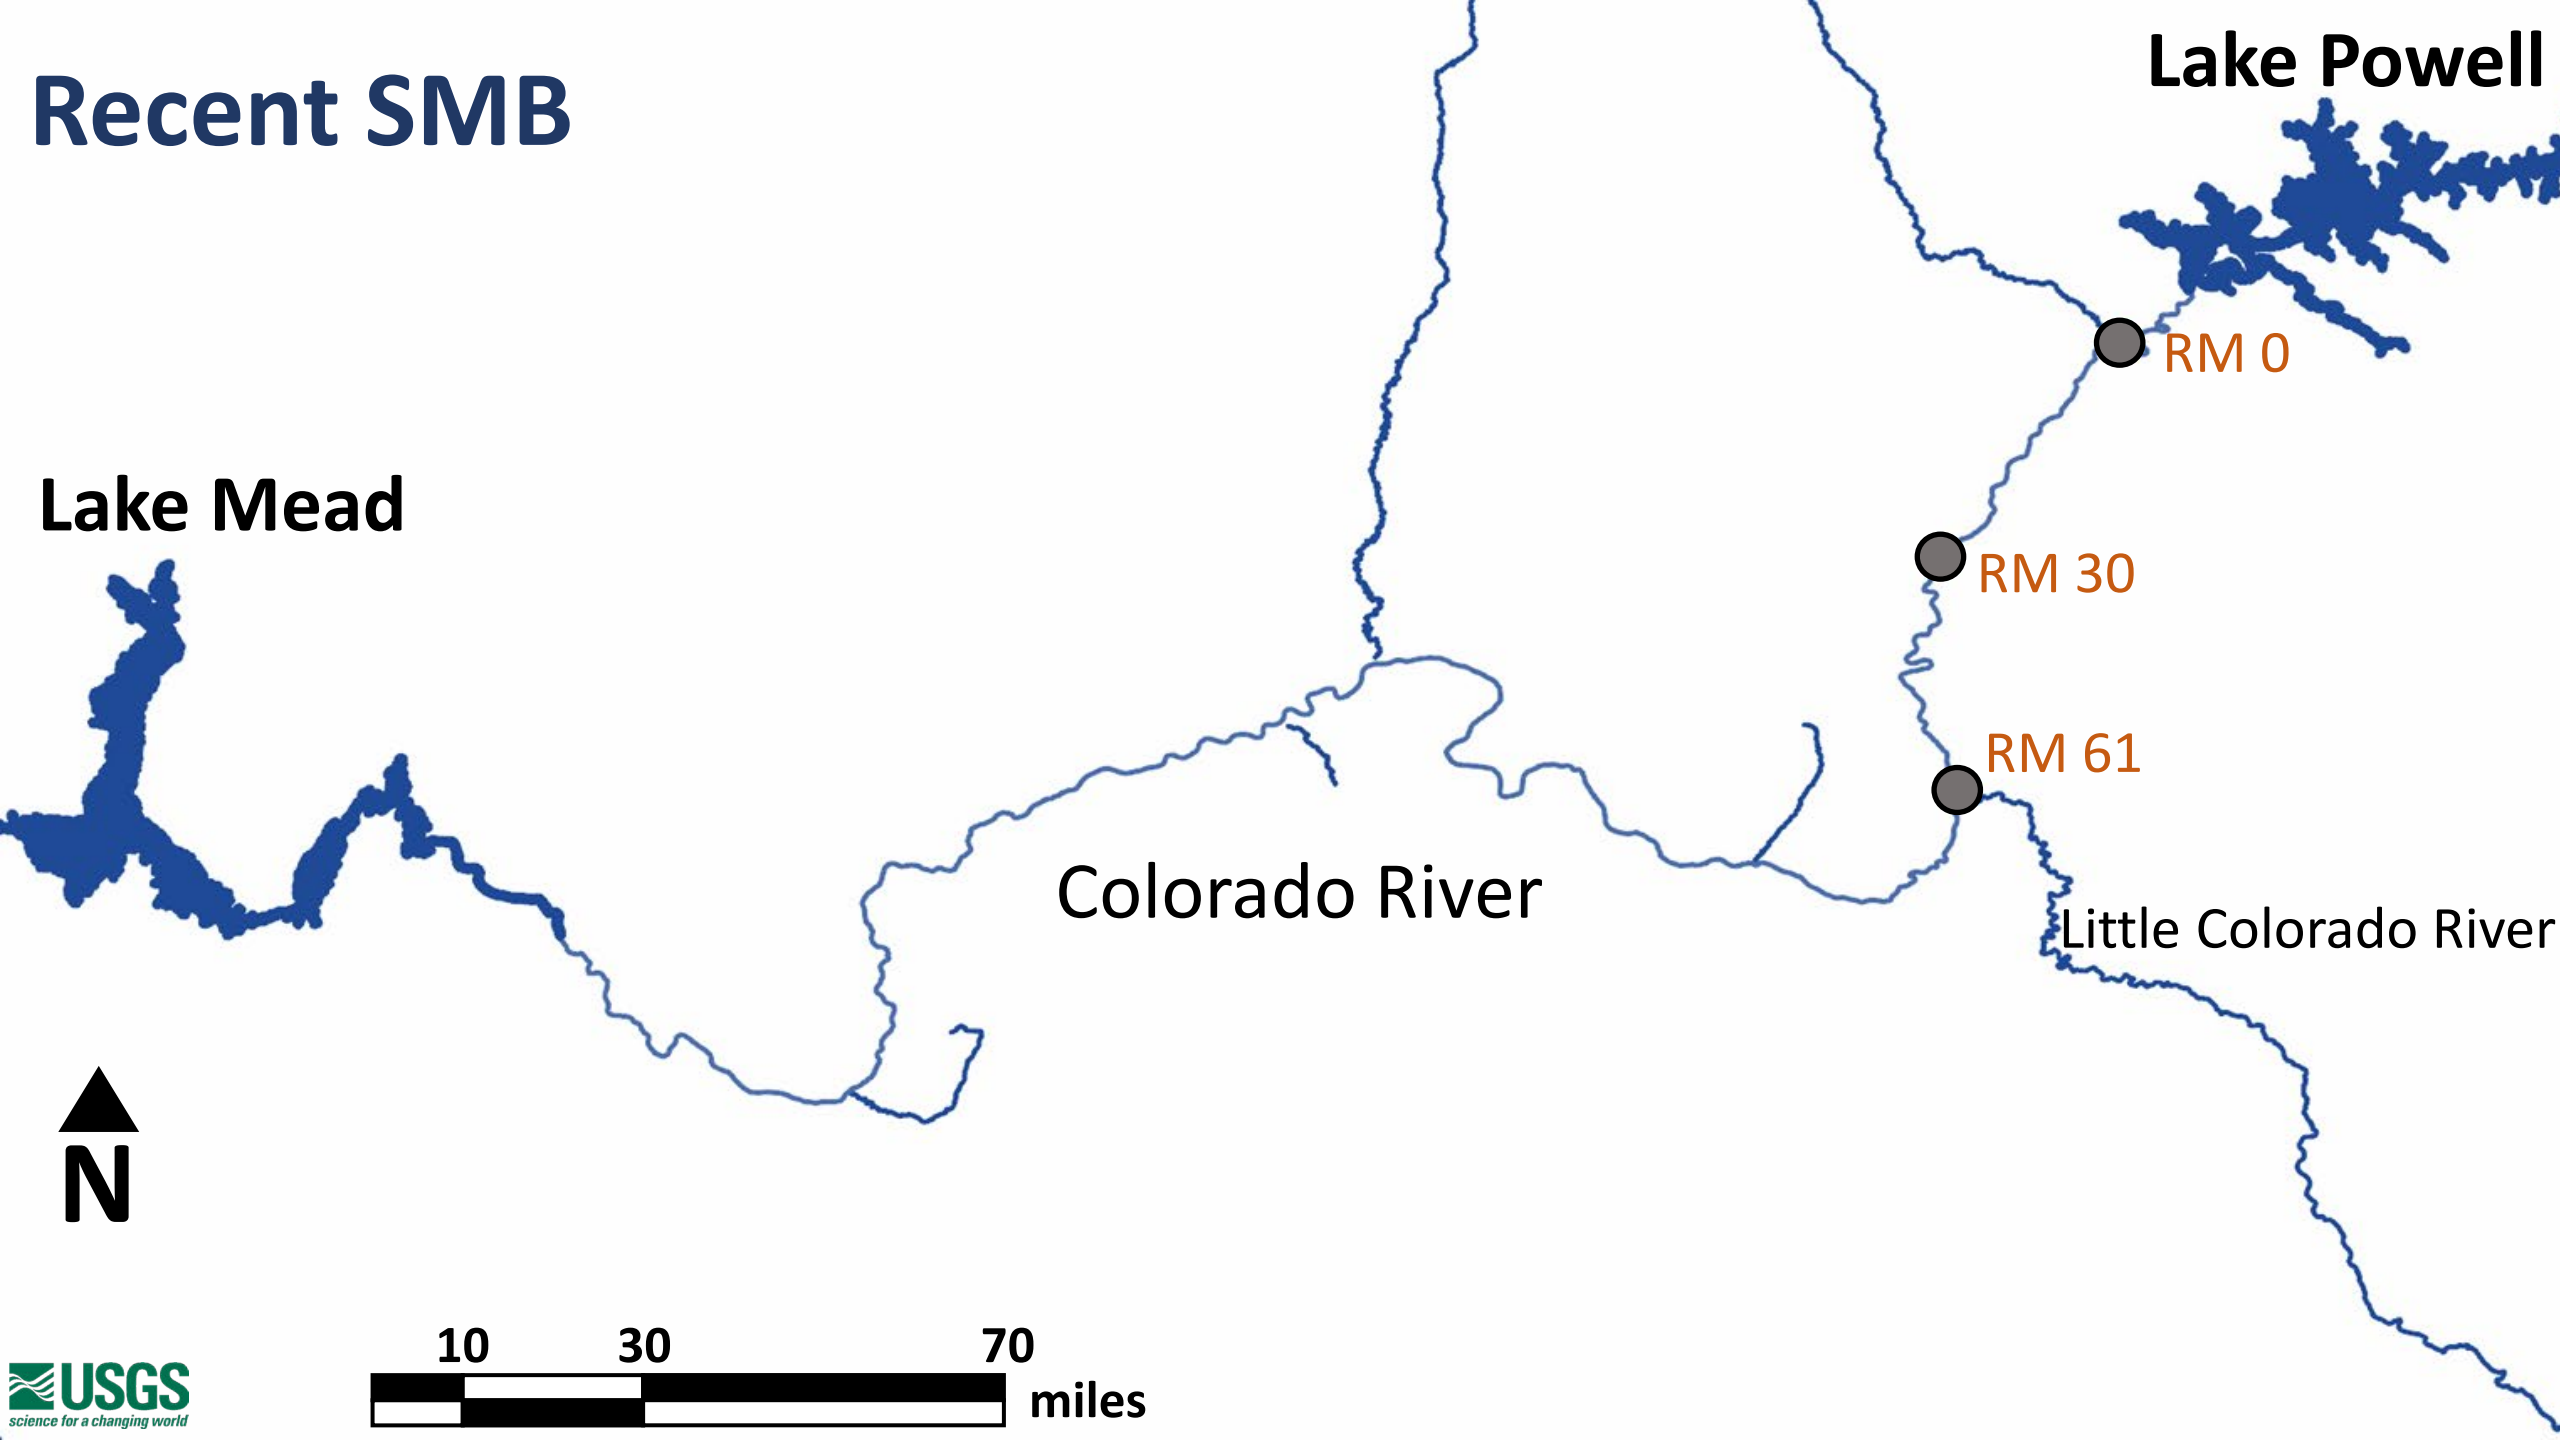 Recent SMB
Lake Powell
RM 0
Lake Mead
RM 30
RM 61
Colorado River
Little Colorado River
N
10 30 70
miles
USGS
science for a changing world